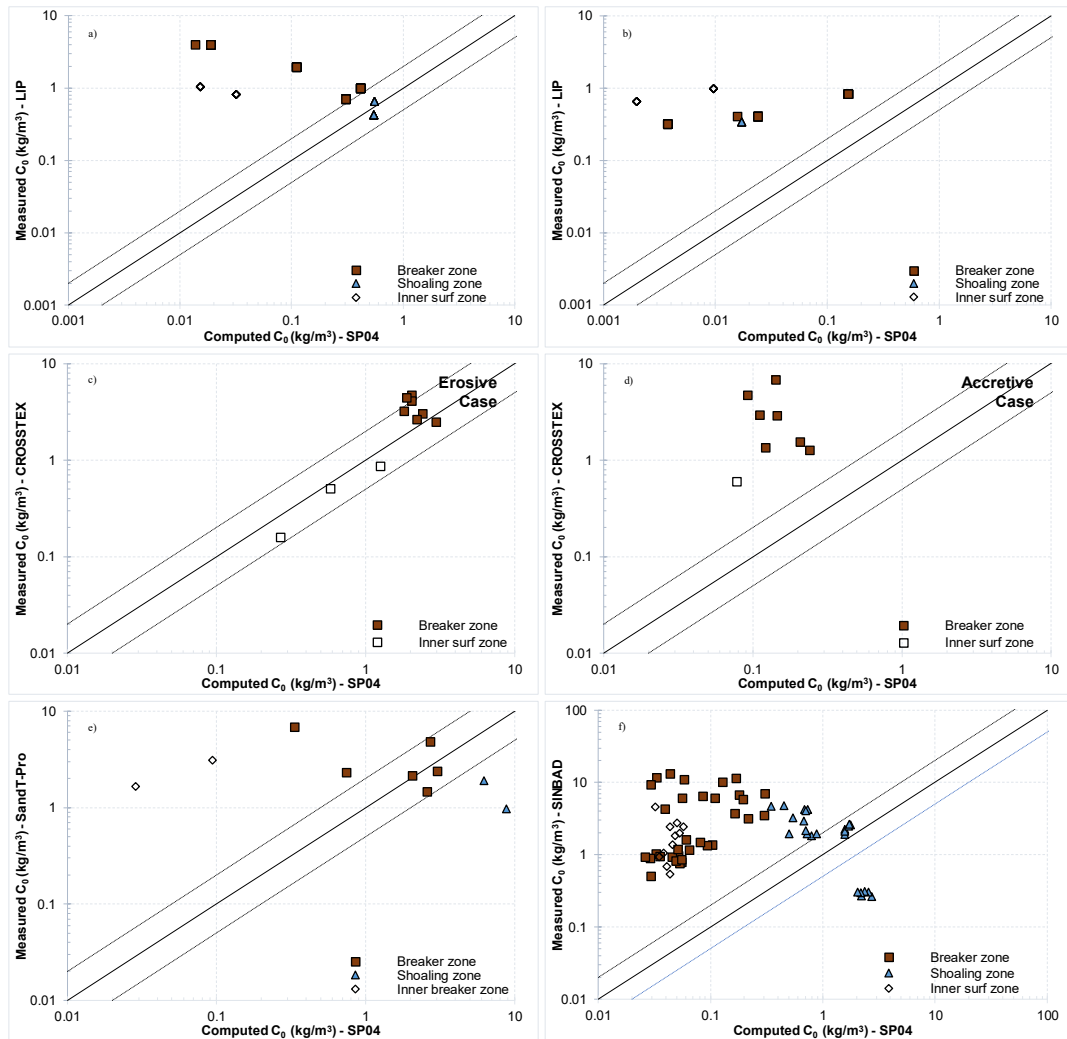 a)
Measured C₀ (kg/m³) - LIP
10
1
0.1
0.01
0.001
0.001 0.01 0.1 1 10
Computed C₀ (kg/m³) - SP04
Breaker zone
Shoaling zone
Inner surf zone
b)
Measured C₀ (kg/m³) - LIP
10
1
0.1
0.01
0.001
0.001 0.01 0.1 1 10
Computed C₀ (kg/m³) - SP04
Breaker zone
Shoaling zone
Inner surf zone
c)
Erosive
Case
Measured C₀ (kg/m³) - CROSSTEX
10
1
0.1
0.01
0.01 0.1 1 10
Computed C₀ (kg/m³) - SP04
Breaker zone
Inner surf zone
d)
Accretive
Case
Measured C₀ (kg/m³) - CROSSTEX
10
1
0.1
0.01
0.01 0.1 1 10
Computed C₀ (kg/m³) - SP04
Breaker zone
Inner surf zone
e)
Measured C₀ (kg/m³) - SandT-Pro
10
1
0.1
0.01
0.01 0.1 1 10
Computed C₀ (kg/m³) - SP04
Breaker zone
Shoaling zone
Inner breaker zone
f)
Measured C₀ (kg/m³) - SINBAD
100
10
1
0.1
0.01
0.01 0.1 1 10 100
Computed C₀ (kg/m³) - SP04
Breaker zone
Shoaling zone
Inner surf zone